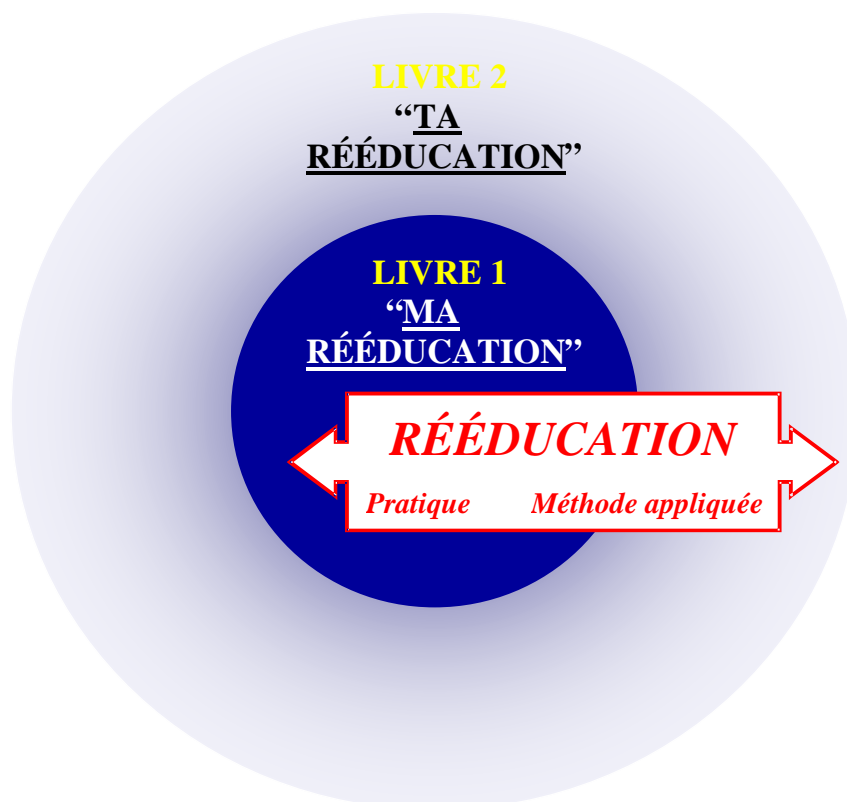 LIVRE 2
“TA
RÉÉDUCATION”
LIVRE 1
“MA
RÉÉDUCATION”
RÉÉDUCATION
Pratique Méthode appliquée